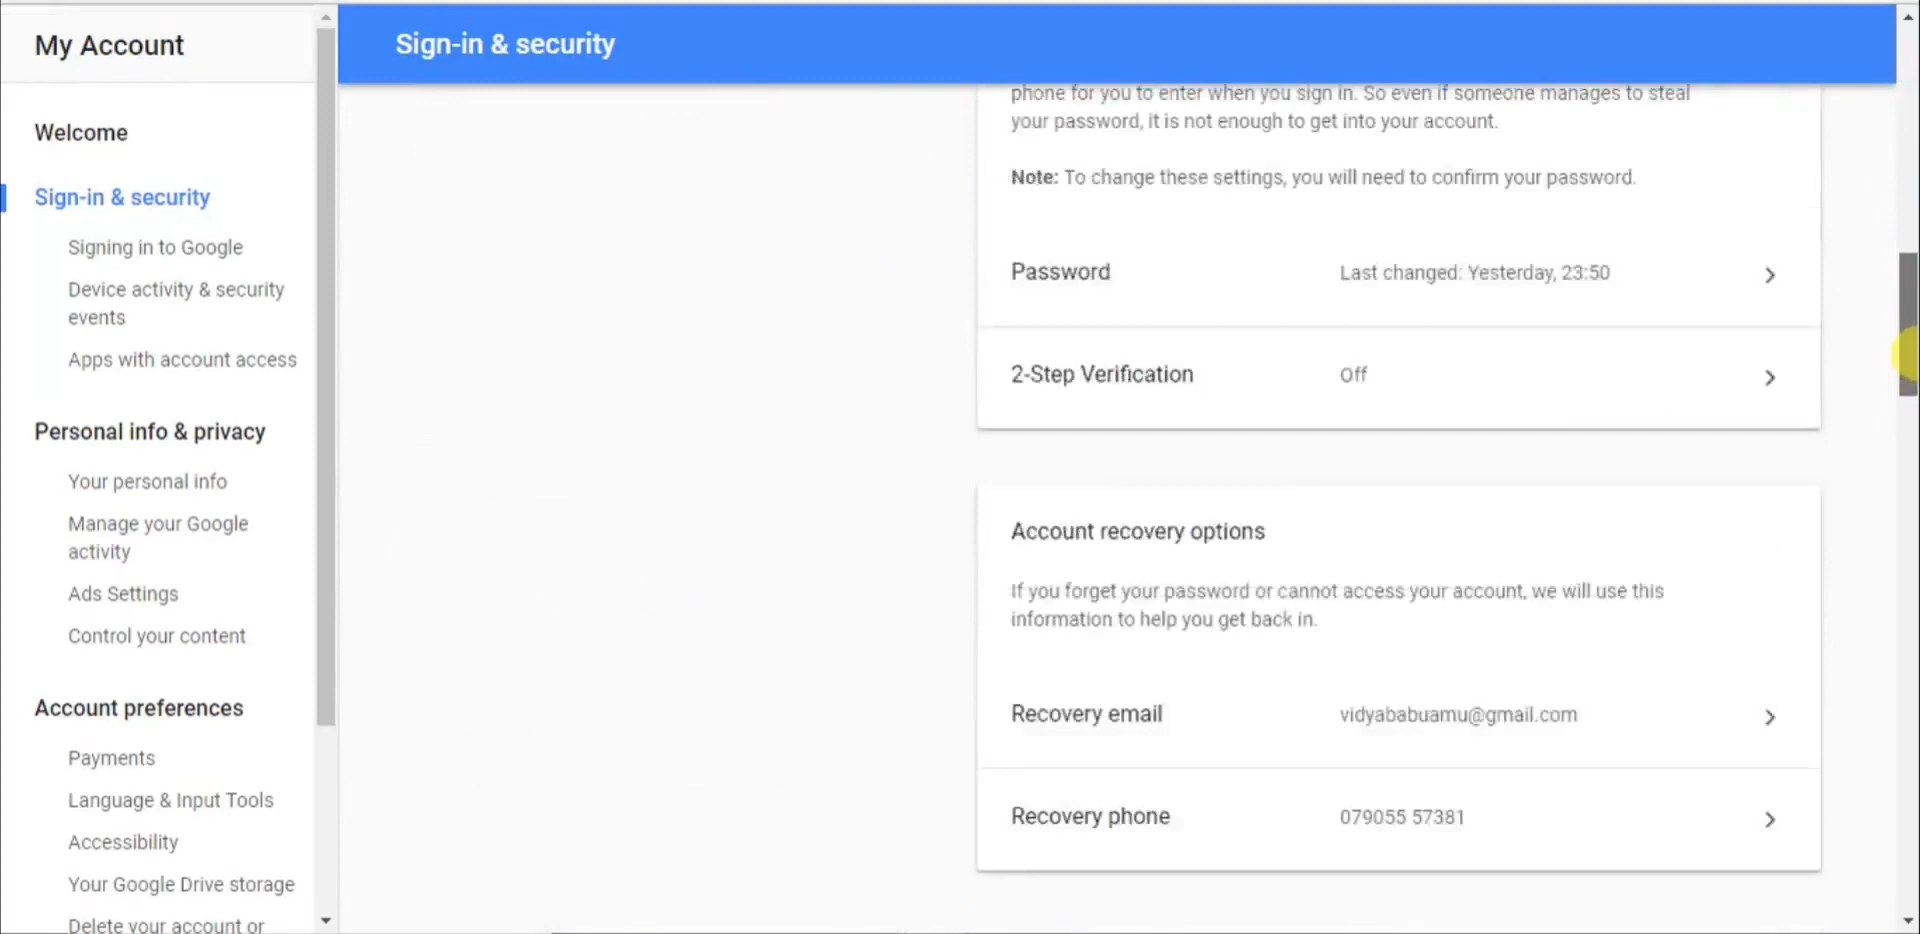 My Account
Sign-in & security
Welcome
Sign-in & security
Signing in to Google
Device activity & security
events
Apps with account access
Personal info & privacy
Your personal info
Manage your Google
activity
Ads Settings
Control your content
Account preferences
Payments
Language & Input Tools
Accessibility
Your Google Drive storage
Delete your account or
phone for you to enter when you sign in. So even if someone manages to steal
your password, it is not enough to get into your account.
Note: To change these settings, you will need to confirm your password.
Password Last changed: Yesterday, 23:50
2-Step Verification Off
Account recovery options
If you forget your password or cannot access your account, we will use this
information to help you get back in.
Recovery email vidyababuamu@gmail.com
Recovery phone 079055 57381